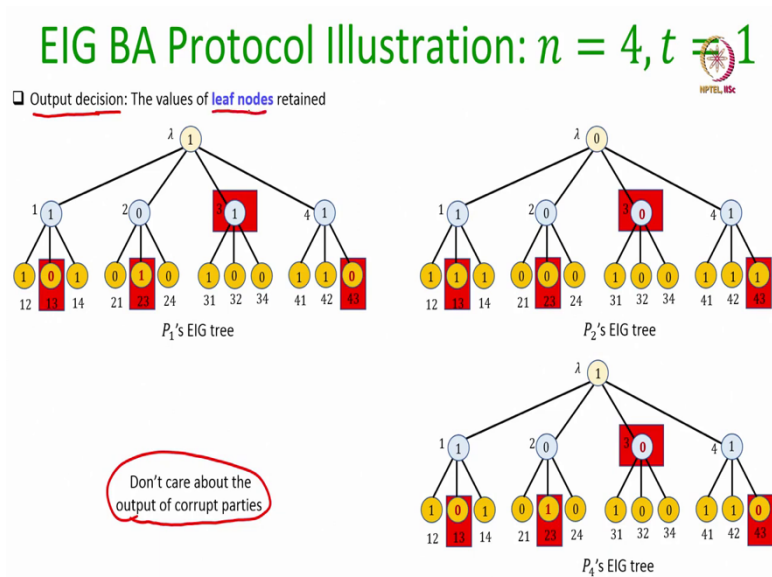 EIG BA Protocol Illustration: n = 4, t = 1
NPTEL, IISc
❑ Output decision: The values of leaf nodes retained
λ 1
1 1 2 0 3 1 4 1
1 0 1 0 1 0 1 0 0 1 1 0
12 13 14 21 23 24 31 32 34 41 42 43
P₁'s EIG tree
λ 0
1 1 2 0 3 0 4 1
1 1 1 0 0 0 1 0 0 1 1 1
12 13 14 21 23 24 31 32 34 41 42 43
P₂'s EIG tree
λ 1
1 1 2 0 3 0 4 1
1 0 1 0 1 0 1 0 0 1 1 0
12 13 14 21 23 24 31 32 34 41 42 43
P₄'s EIG tree
Don't care about the
output of corrupt parties